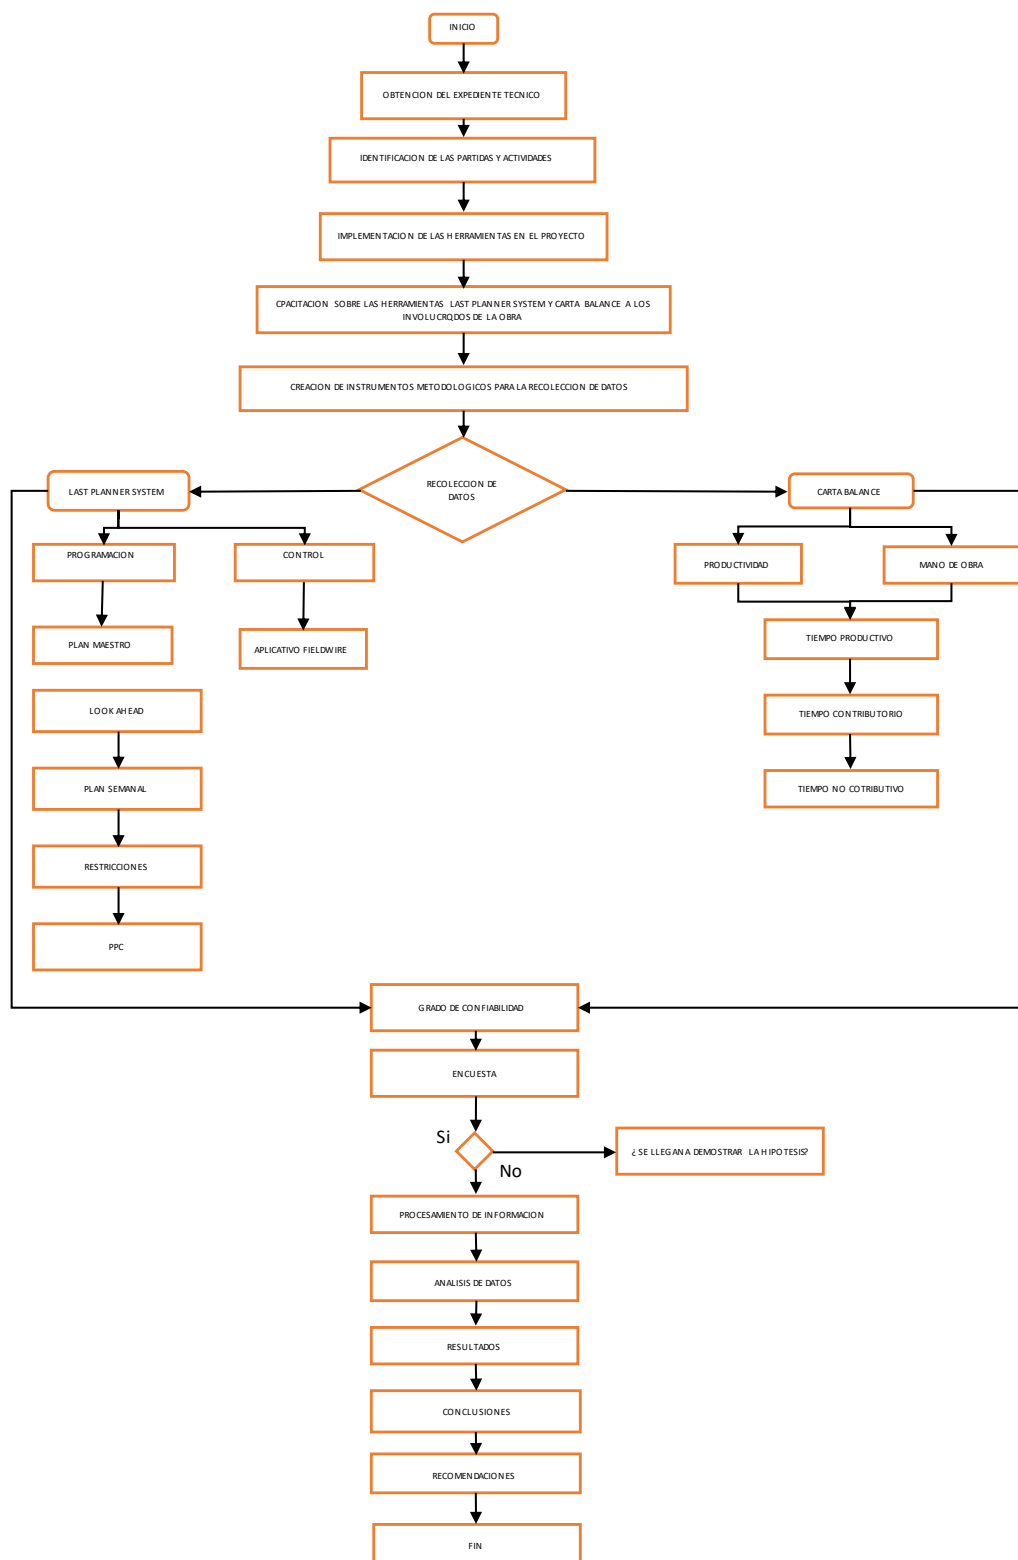 INICIO
OBTENCION DEL EXPEDIENTE TECNICO
IDENTIFICACION DE LAS PARTIDAS Y ACTIVIDADES
IMPLEMENTACION DE LAS HERRAMIENTAS EN EL PROYECTO
CPACITACION SOBRE LAS HERRAMIENTAS LAST PLANNER SYSTEM Y CARTA BALANCE A LOS
INVOLUCRQDOS DE LA OBRA
CREACION DE INSTRUMENTOS METODOLOGICOS PARA LA RECOLECCION DE DATOS
RECOLECCION DE
DATOS
LAST PLANNER SYSTEM
CARTA BALANCE
PROGRAMACION
CONTROL
PRODUCTIVIDAD
MANO DE OBRA
PLAN MAESTRO
APLICATIVO FIELDWIRE
TIEMPO PRODUCTIVO
LOOK AHEAD
TIEMPO CONTRIBUTORIO
PLAN SEMANAL
TIEMPO NO COTRIBUTIVO
RESTRICCIONES
PPC
GRADO DE CONFIABILIDAD
ENCUESTA
Si
No
¿ SE LLEGAN A DEMOSTRAR LA HIPOTESIS?
PROCESAMIENTO DE INFORMACION
ANALISIS DE DATOS
RESULTADOS
CONCLUSIONES
RECOMENDACIONES
FIN